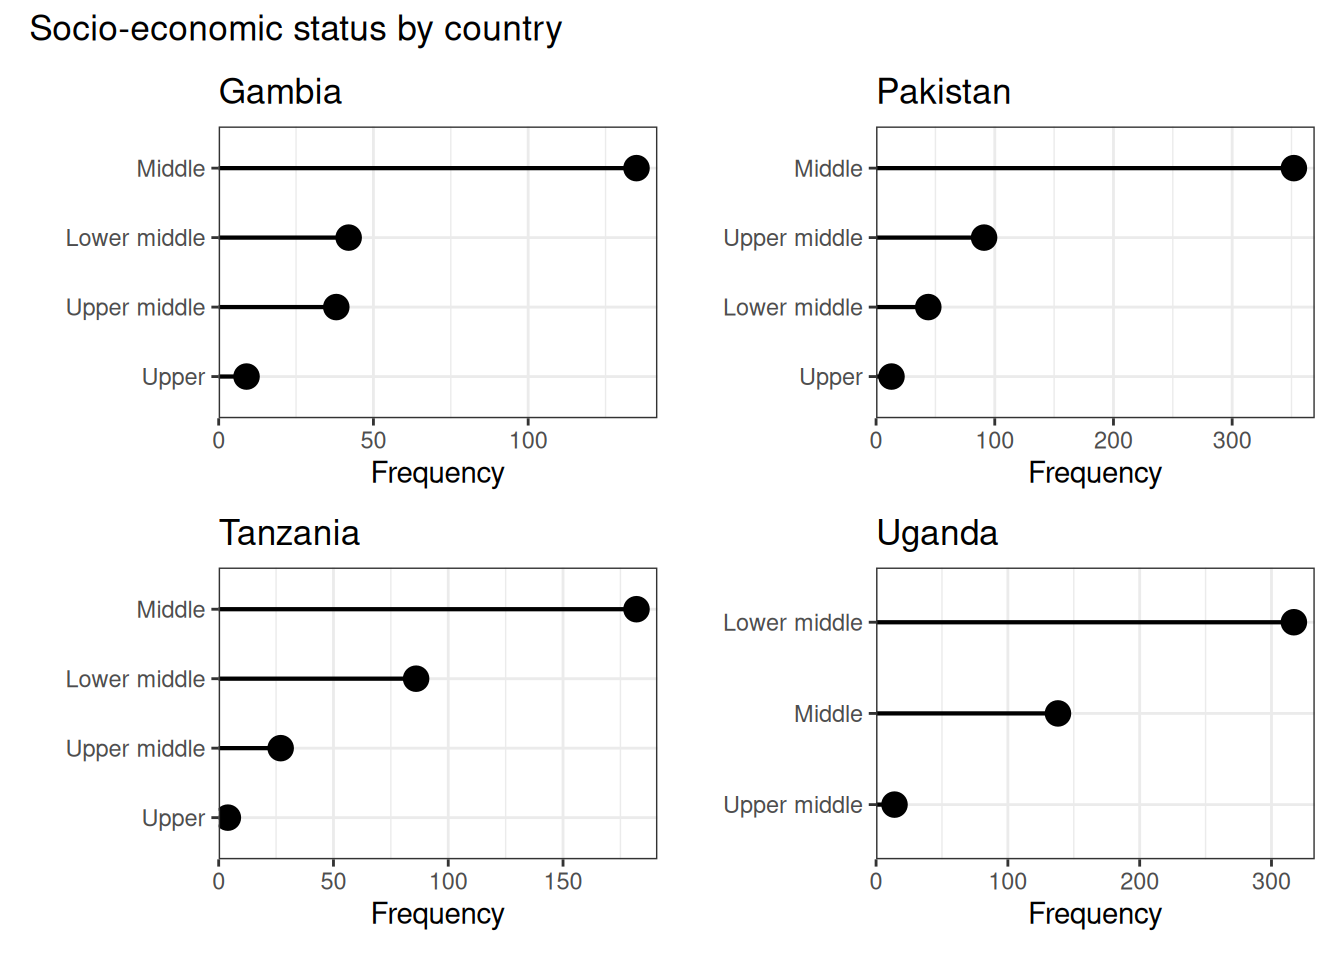 Socio-economic status by country
Gambia
Middle
Lower middle
Upper middle
Upper
0 50 100
Frequency
Pakistan
Middle
Upper middle
Lower middle
Upper
0 100 200 300
Frequency
Tanzania
Middle
Lower middle
Upper middle
Upper
0 50 100 150
Frequency
Uganda
Lower middle
Middle
Upper middle
0 100 200 300
Frequency